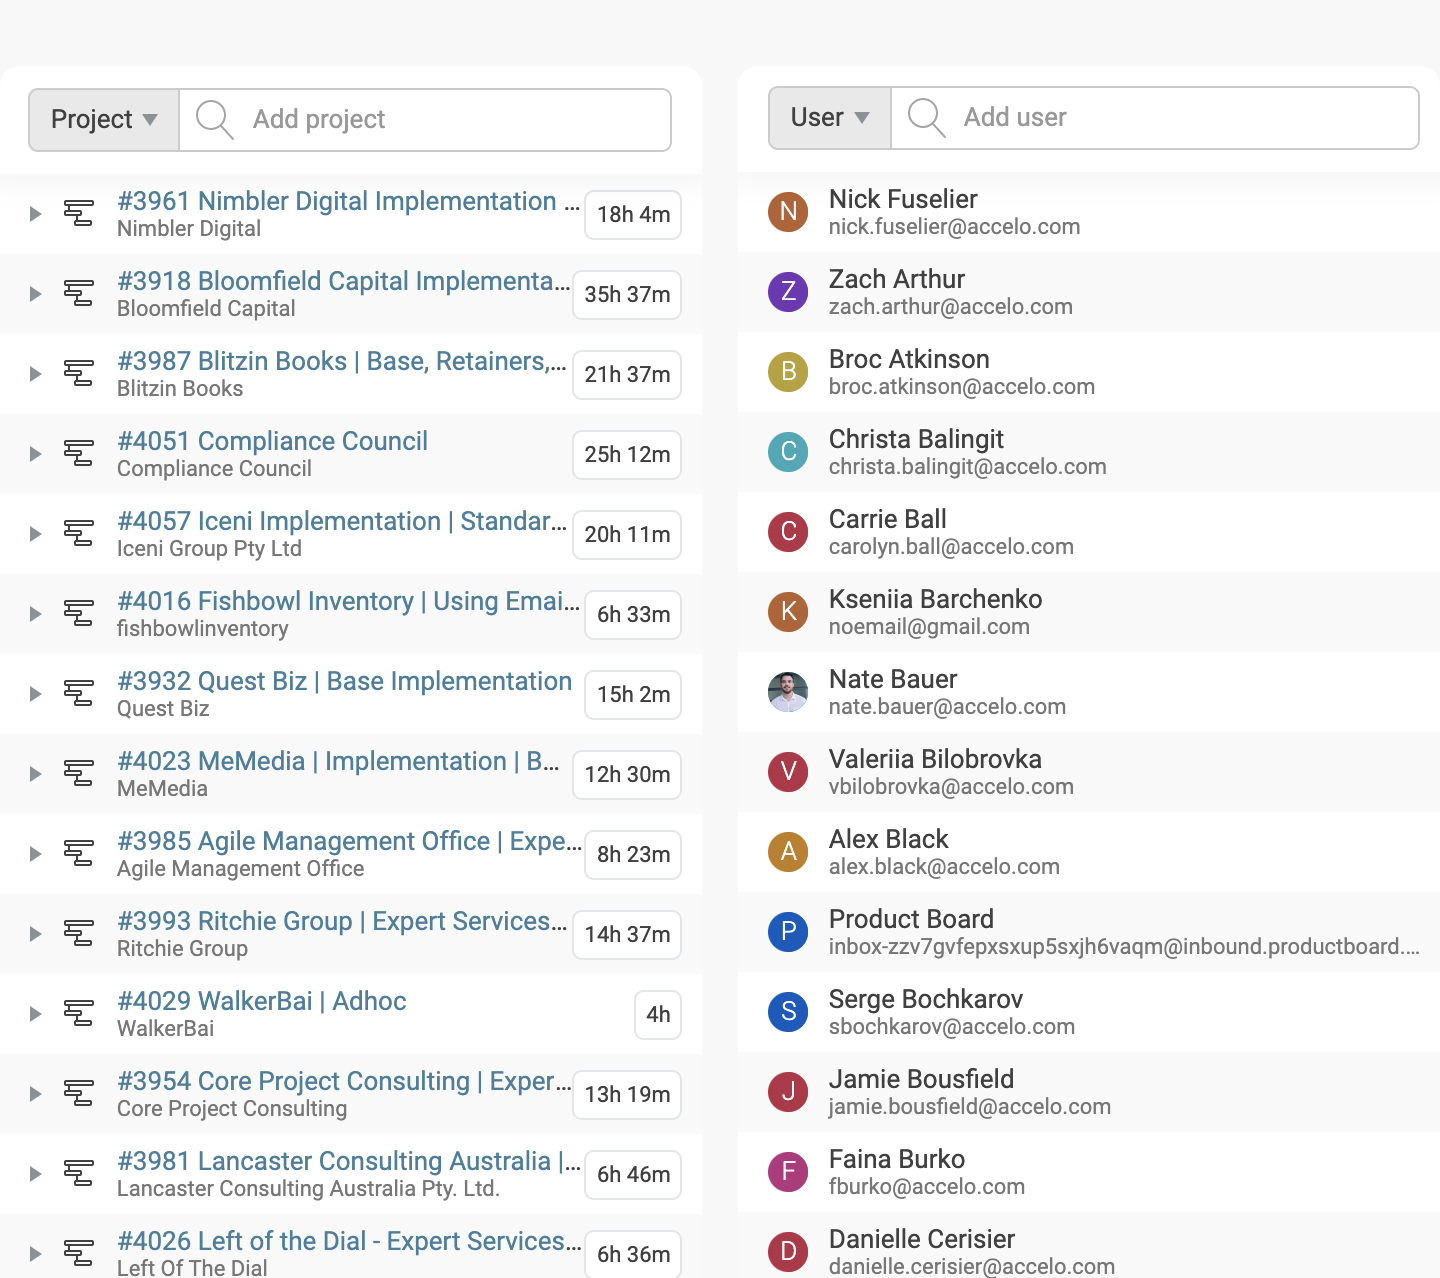 Project
Add project
#3961 Nimbler Digital Implementation ...
Nimbler Digital
18h 4m
#3918 Bloomfield Capital Implementa...
Bloomfield Capital
35h 37m
#3987 Blitzin Books | Base, Retainers,...
Blitzin Books
21h 37m
#4051 Compliance Council
Compliance Council
25h 12m
#4057 Iceni Implementation | Standar...
Iceni Group Pty Ltd
20h 11m
#4016 Fishbowl Inventory | Using Emai...
fishbowlinventory
6h 33m
#3932 Quest Biz | Base Implementation
Quest Biz
15h 2m
#4023 MeMedia | Implementation | B...
MeMedia
12h 30m
#3985 Agile Management Office | Expe...
Agile Management Office
8h 23m
#3993 Ritchie Group | Expert Services...
Ritchie Group
14h 37m
#4029 WalkerBai | Adhoc
WalkerBai
4h
#3954 Core Project Consulting | Exper...
Core Project Consulting
13h 19m
#3981 Lancaster Consulting Australia |...
Lancaster Consulting Australia Pty. Ltd.
6h 46m
#4026 Left of the Dial - Expert Services...
Left Of The Dial
6h 36m
User
Add user
N
Nick Fuselier
nick.fuselier@accelo.com
Z
Zach Arthur
zach.arthur@accelo.com
B
Broc Atkinson
broc.atkinson@accelo.com
C
Christa Balingit
christa.balingit@accelo.com
C
Carrie Ball
carolyn.ball@accelo.com
K
Kseniia Barchenko
noemail@gmail.com
Nate Bauer
nate.bauer@accelo.com
V
Valeriia Bilobrovka
vbilobrovka@accelo.com
A
Alex Black
alex.black@accelo.com
P
Product Board
inbox-zzv7gvfepxsxup5sxjh6vaqm@inbound.productboard....
S
Serge Bochkarov
sbochkarov@accelo.com
J
Jamie Bousfield
jamie.bousfield@accelo.com
F
Faina Burko
fburko@accelo.com
D
Danielle Cerisier
danielle.cerisier@accelo.com